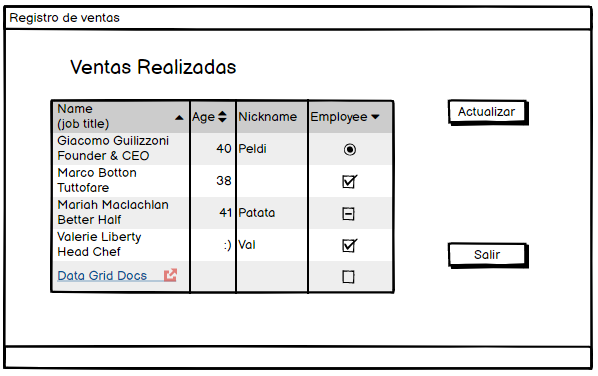 Registro de ventas
Ventas Realizadas
Name
(job title)
Age
Nickname
Employee
Giacomo Guilizzoni
Founder & CEO
40
Peldi
Marco Botton
Tuttofare
38
Mariah Maclachlan
Better Half
41
Patata
Valerie Liberty
Head Chef
:)
Val
Data Grid Docs
Actualizar
Salir